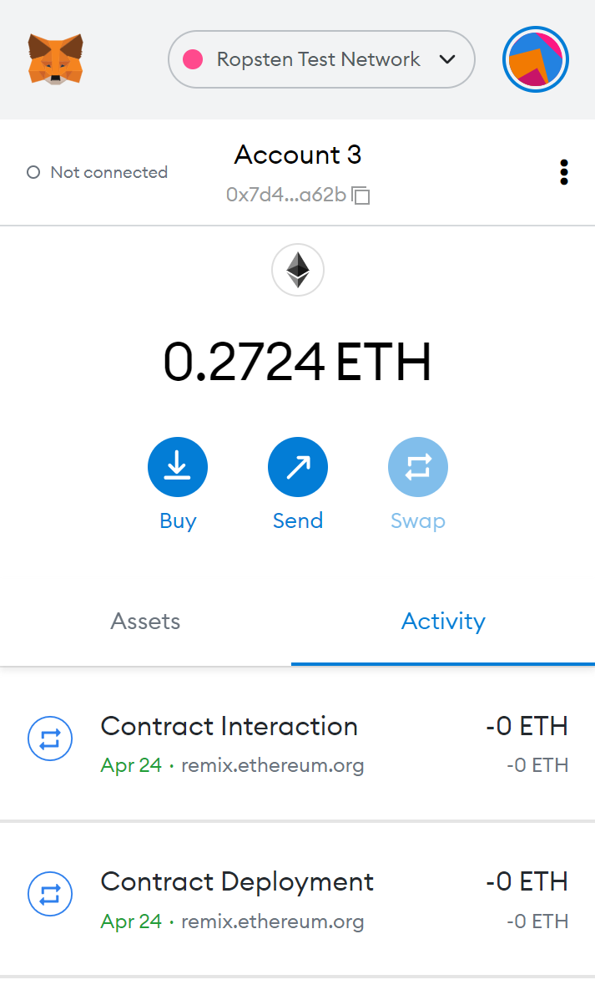 Ropsten Test Network
Not connected
Account 3
0x7d4...a62b
0.2724 ETH
Buy
Send
Swap
Assets
Activity
Contract Interaction
-0 ETH
Apr 24 · remix.ethereum.org
-0 ETH
Contract Deployment
-0 ETH
Apr 24 · remix.ethereum.org
-0 ETH